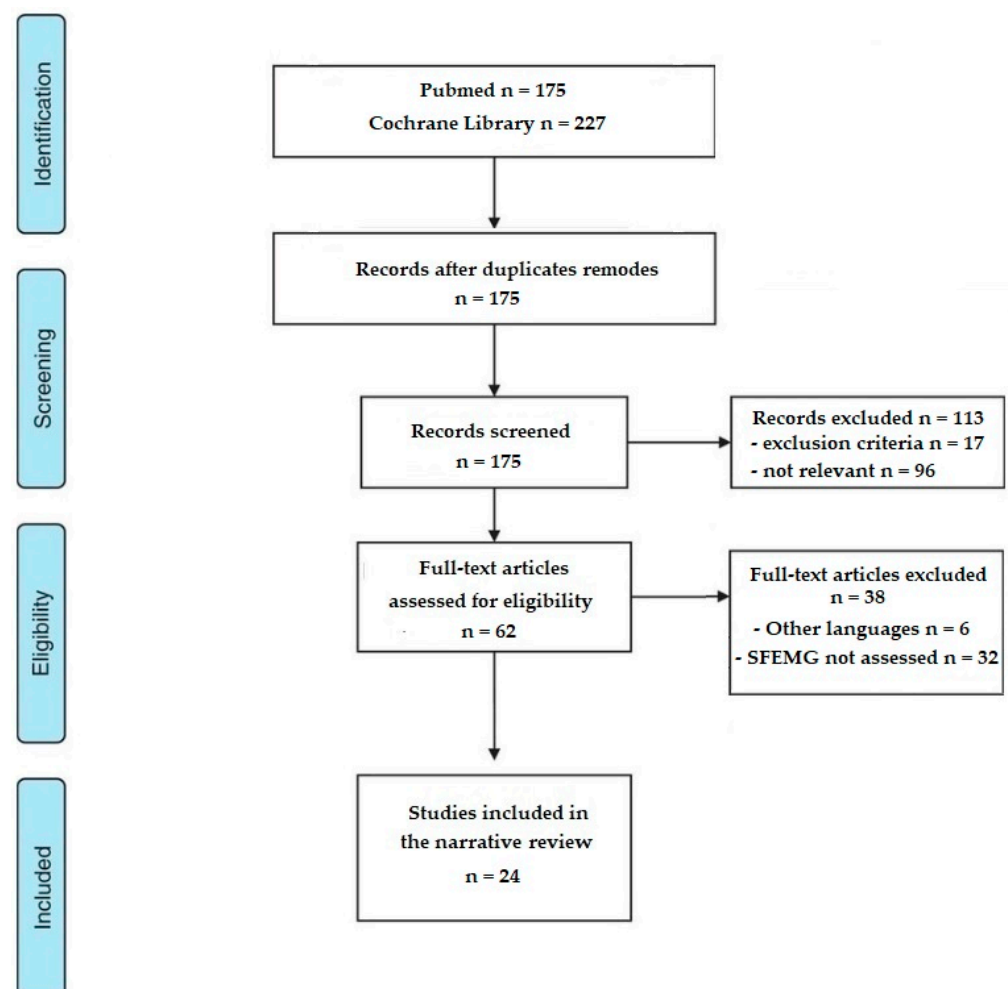 Identification
Pubmed n = 175
Cochrane Library n = 227
Records after duplicates remodes
n = 175
Screening
Records screened
n = 175
Records excluded n = 113
- exclusion criteria n = 17
- not relevant n = 96
Eligibility
Full-text articles
assessed for eligibility
n = 62
Full-text articles excluded
n = 38
- Other languages n = 6
- SFEMG not assessed n = 32
Included
Studies included in
the narrative review
n = 24